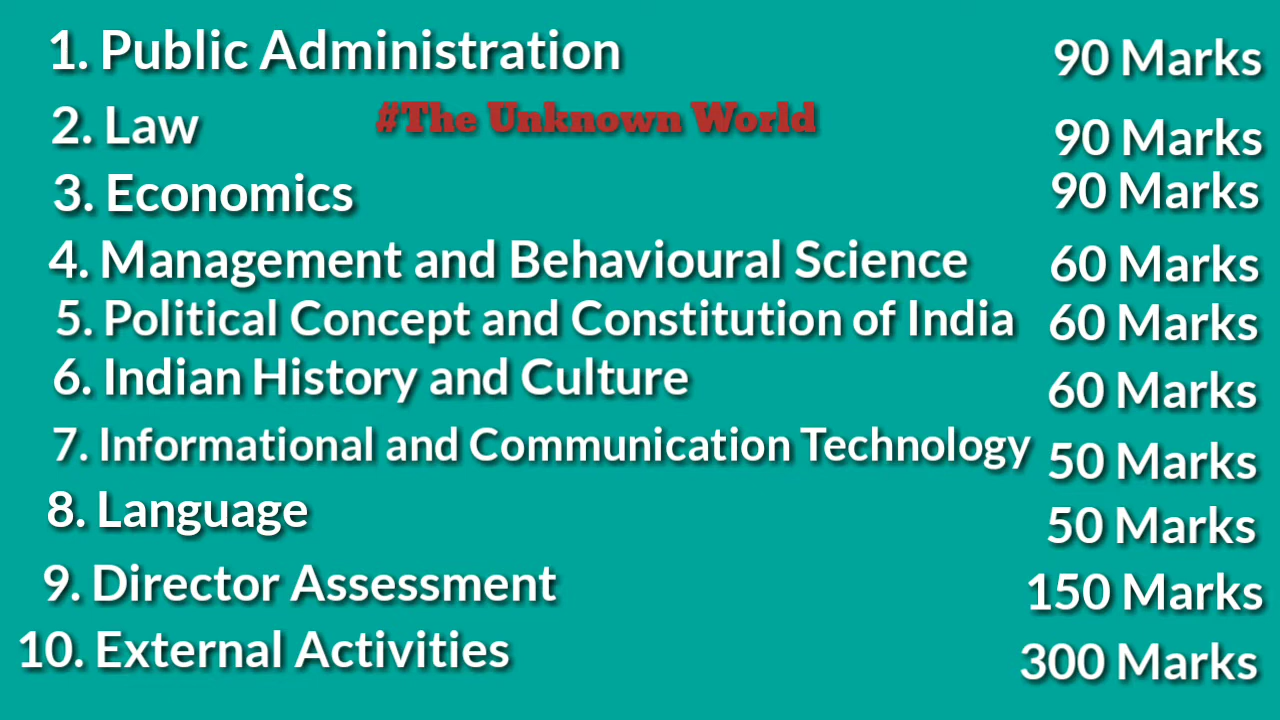 1. Public Administration 90 Marks
#The Unknown World
2. Law 90 Marks
3. Economics 90 Marks
4. Management and Behavioural Science 60 Marks
5. Political Concept and Constitution of India 60 Marks
6. Indian History and Culture 60 Marks
7. Informational and Communication Technology 50 Marks
8. Language 50 Marks
9. Director Assessment 150 Marks
10. External Activities 300 Marks